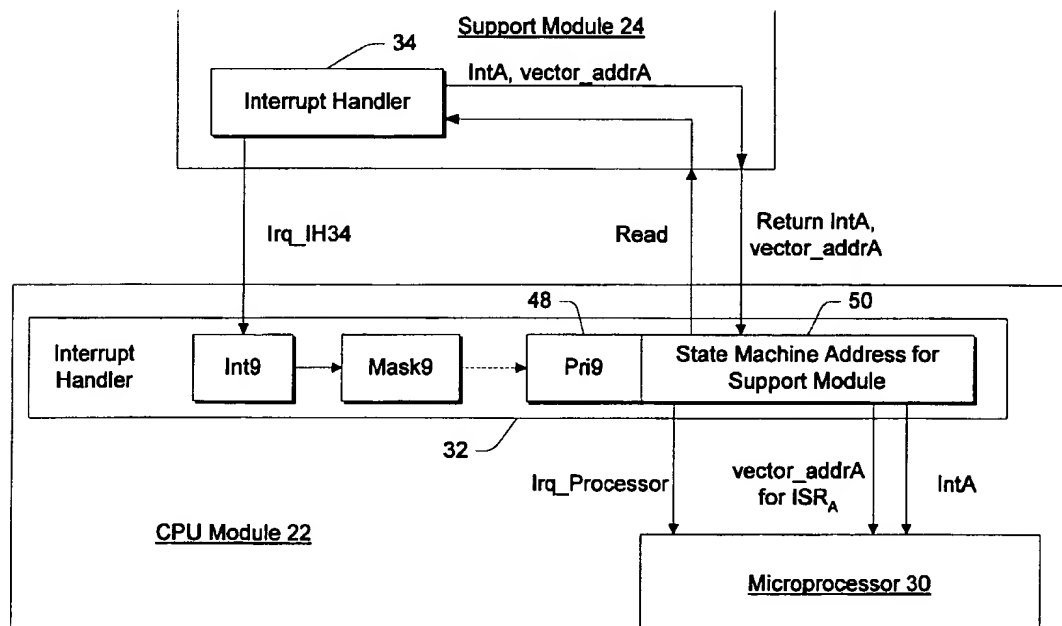 Support Module 24
34
IntA, vector_addrA
Interrupt Handler
Irq_IH34
Read
Return IntA,
vector_addrA
48
50
Interrupt
Handler
Int9
Mask9
Pri9
State Machine Address for
Support Module
32
Irq_Processor
vector_addrA
for ISRA
IntA
CPU Module 22
Microprocessor 30